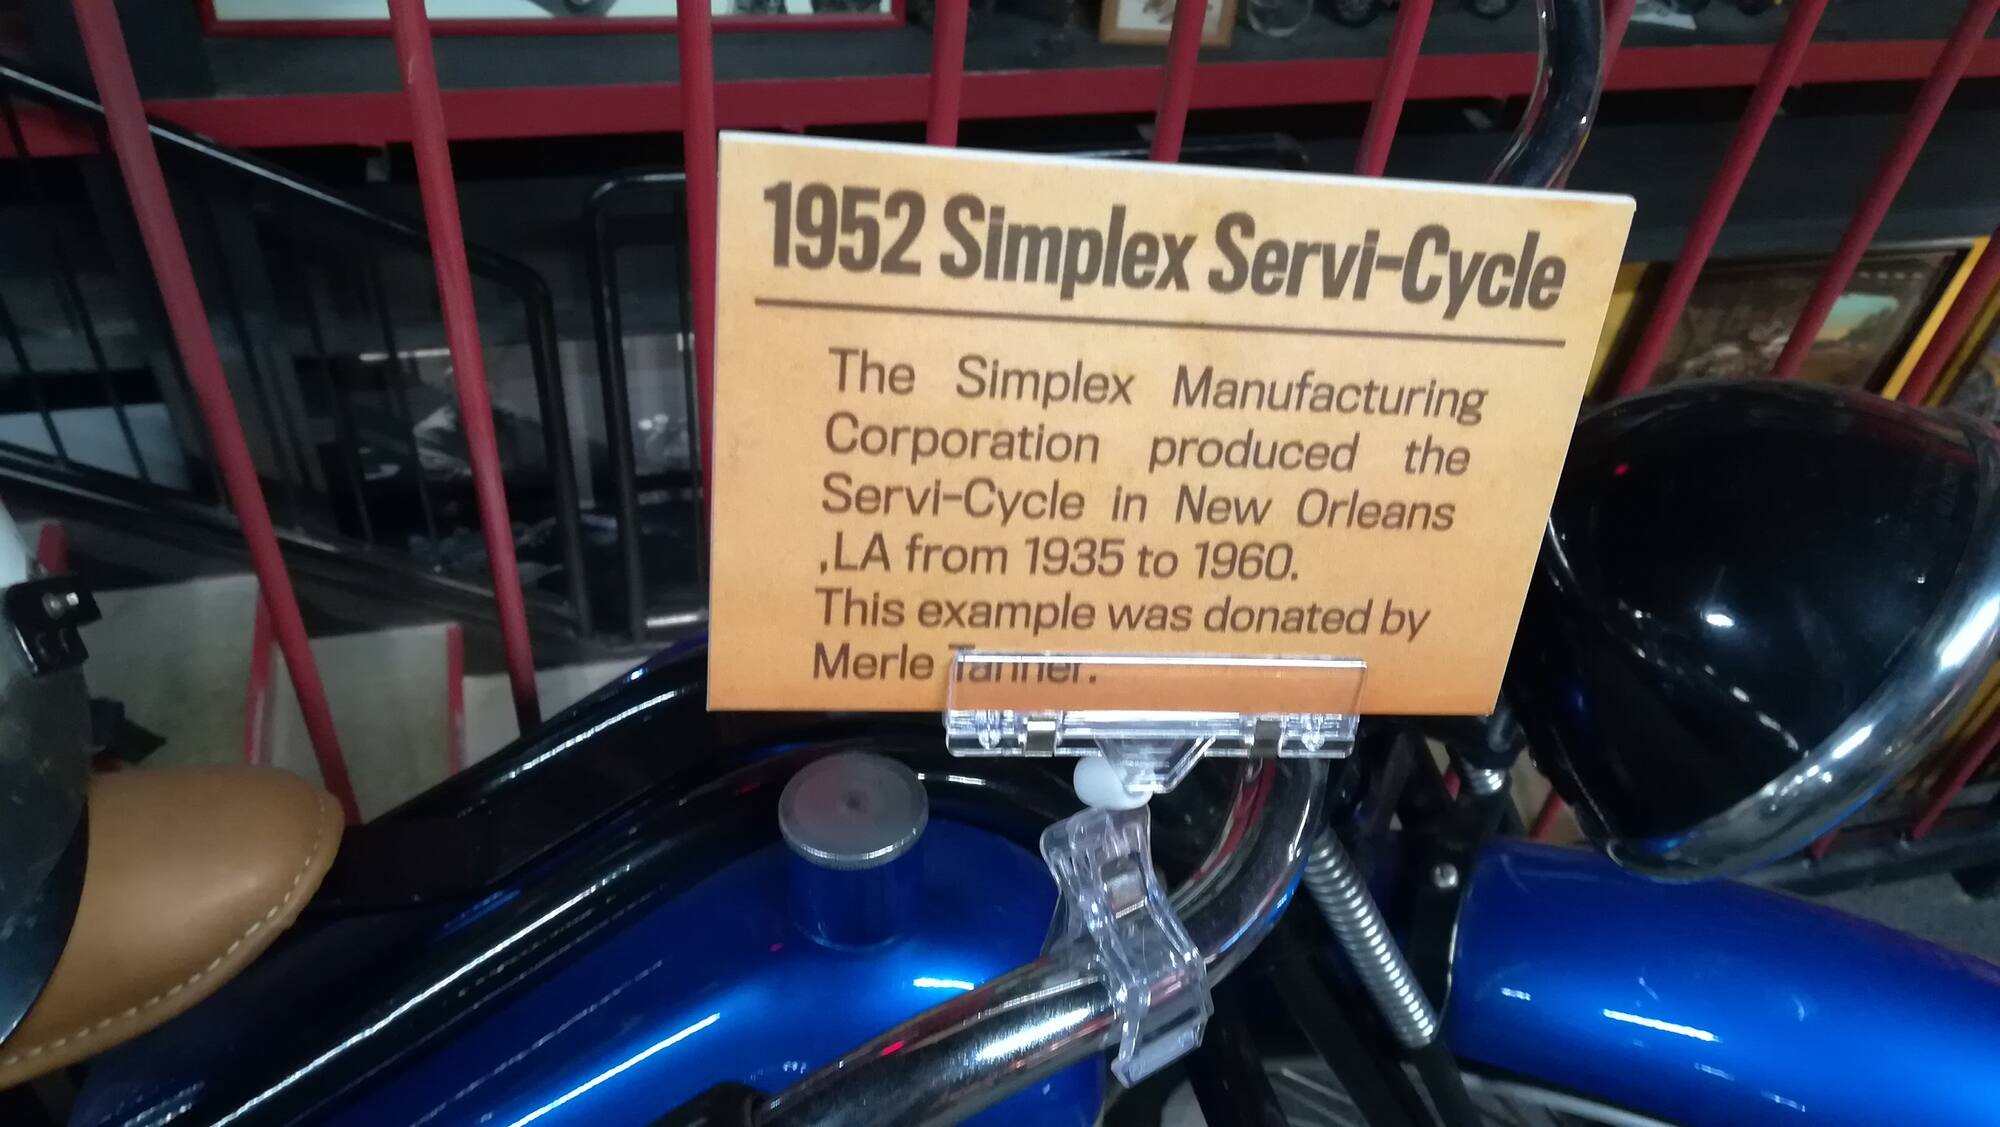 1952 Simplex Servi-Cycle
The Simplex Manufacturing
Corporation produced the
Servi-Cycle in New Orleans
,LA from 1935 to 1960.
This example was donated by
Merle Tanner.